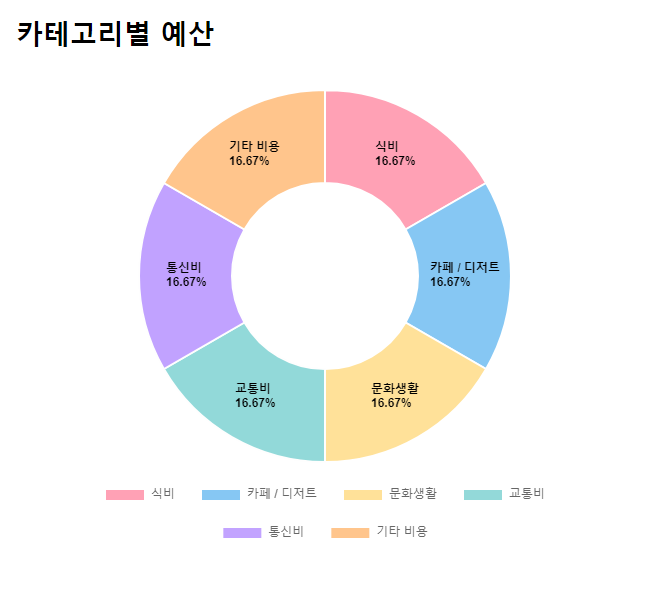 카테고리별 예산
기타 비용
16.67%
식비
16.67%
통신비
16.67%
카페 / 디저트
16.67%
교통비
16.67%
문화생활
16.67%
식비
카페 / 디저트
문화생활
교통비
통신비
기타 비용